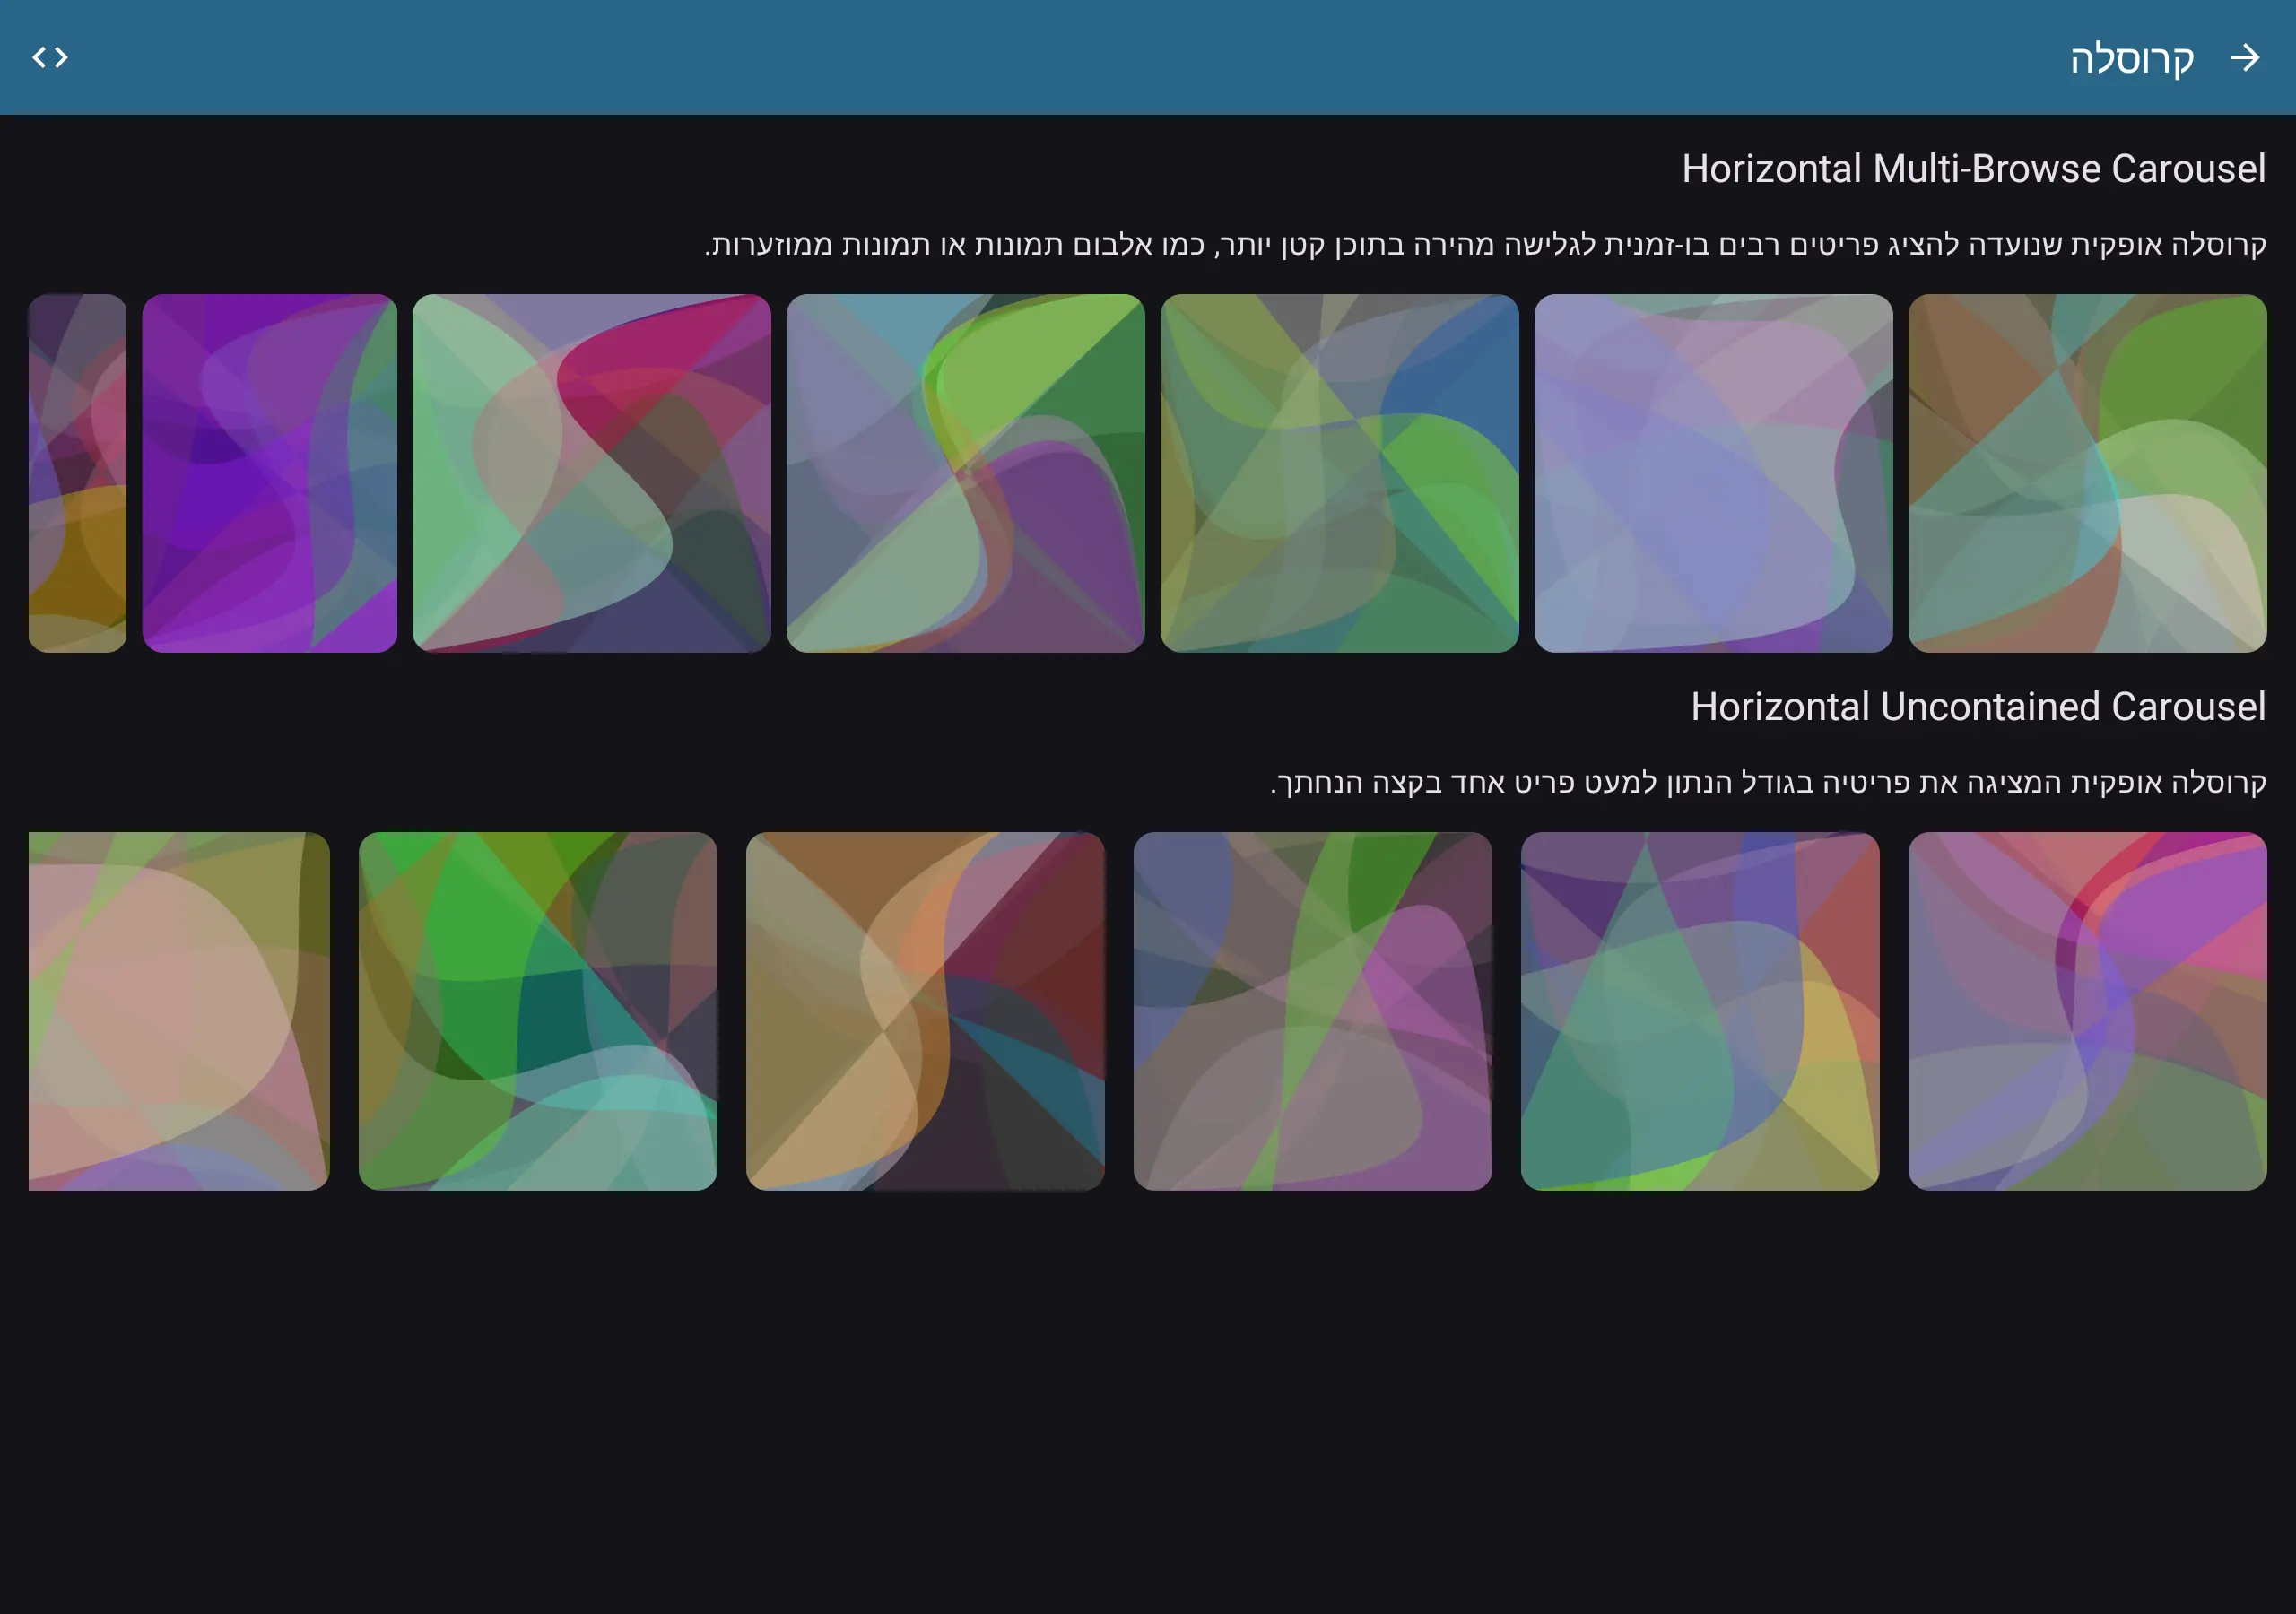 קרוסלה
Horizontal Multi-Browse Carousel
קרוסלה אופקית שנועדה להציג פריטים רבים בו-זמנית לגלישה מהירה בתוכן קטן יותר, כמו אלבום תמונות או תמונות ממוזערות.
Horizontal Uncontained Carousel
קרוסלה אופקית המציגה את פריטיה בגודל הנתון למעט פריט אחד בקצה הנחתך.